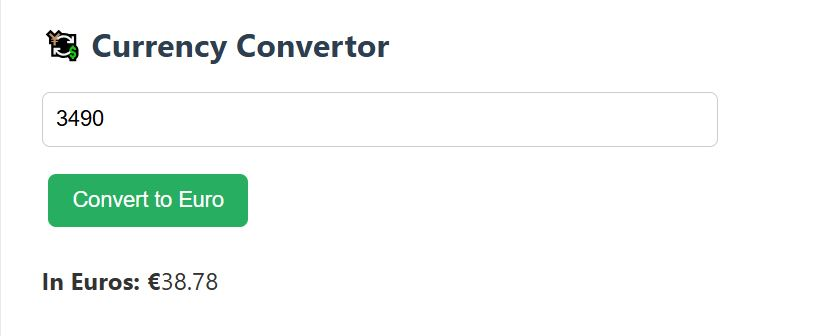 Currency Convertor
3490
Convert to Euro
In Euros: €38.78